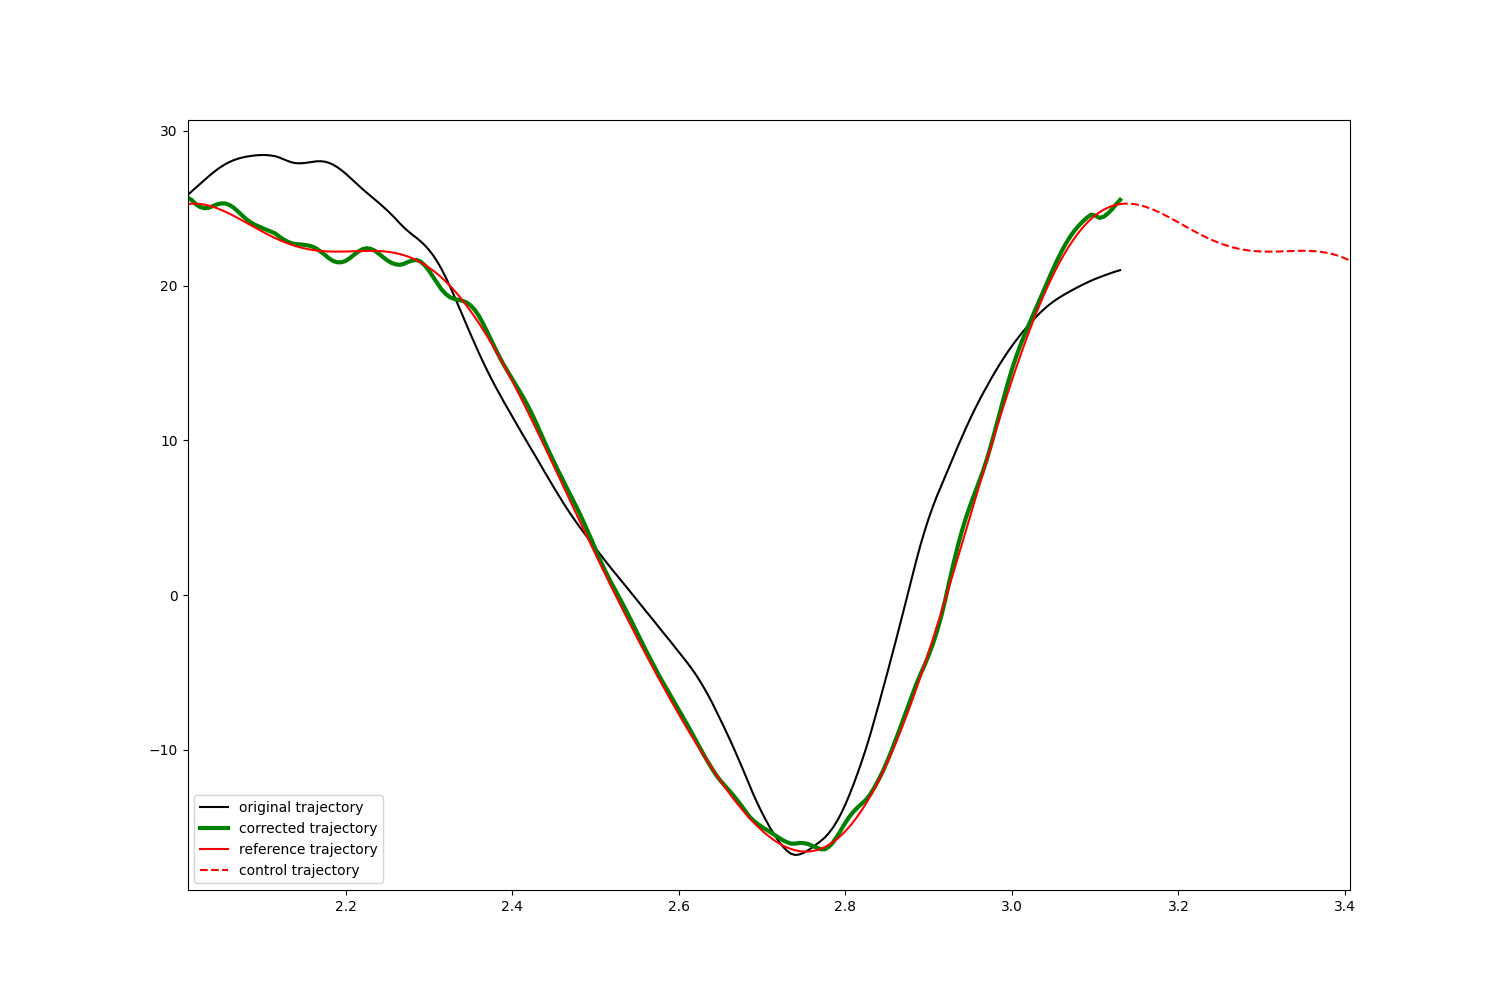 30
20
10
0
−10
original trajectory
corrected trajectory
reference trajectory
control trajectory
2.2 2.4 2.6 2.8 3.0 3.2 3.4